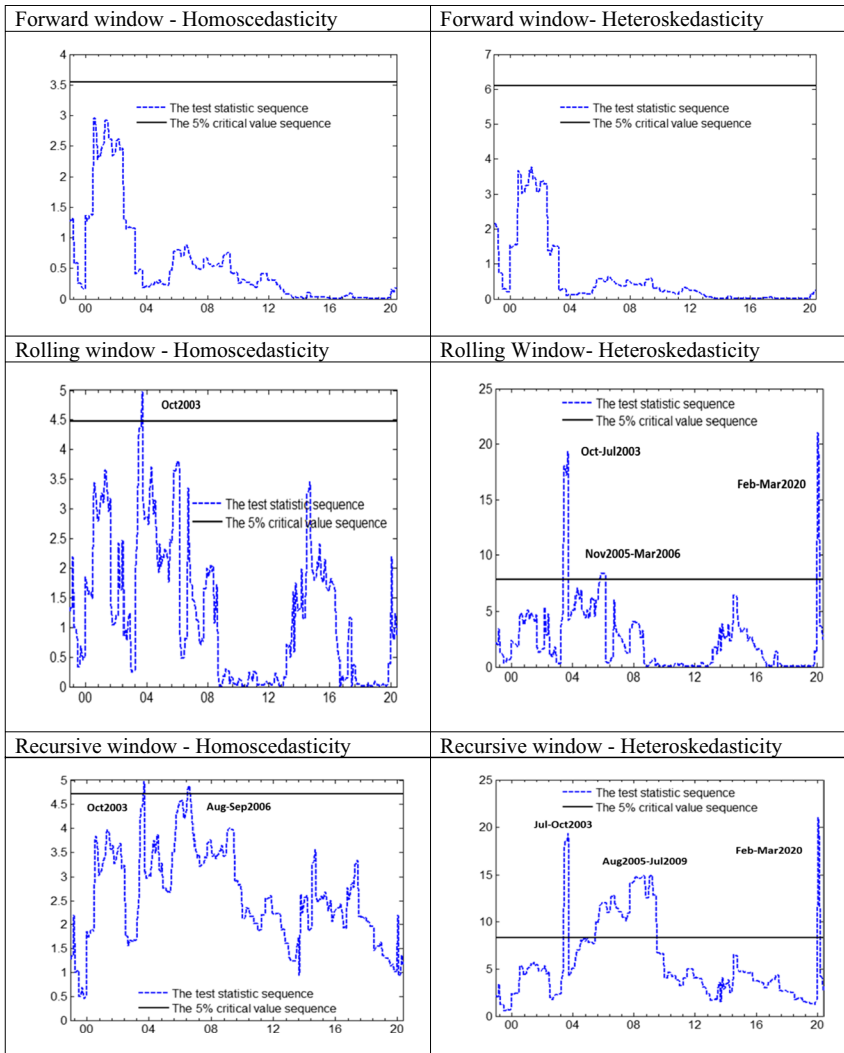 Forward window - Homoscedasticity
4
3.5
3
2.5
2
1.5
1
0.5
0
The test statistic sequence
The 5% critical value sequence
00 04 08 12 16 20
Forward window- Heteroskedasticity
7
6
5
4
3
2
1
0
The test statistic sequence
The 5% critical value sequence
00 04 08 12 16 20
Rolling window - Homoscedasticity
5
4.5
4
3.5
3
2.5
2
1.5
1
0.5
0
Oct2003
The test statistic sequence
The 5% critical value sequence
00 04 08 12 16 20
Rolling Window- Heteroskedasticity
25
20
15
10
5
0
The test statistic sequence
The 5% critical value sequence
Oct-Jul2003
Feb-Mar2020
Nov2005-Mar2006
00 04 08 12 16 20
Recursive window - Homoscedasticity
5
4.5
4
3.5
3
2.5
2
1.5
1
0.5
0
Oct2003
Aug-Sep2006
The test statistic sequence
The 5% critical value sequence
00 04 08 12 16 20
Recursive window - Heteroskedasticity
25
20
15
10
5
0
The test statistic sequence
The 5% critical value sequence
Jul-Oct2003
Feb-Mar2020
Aug2005-Jul2009
00 04 08 12 16 20